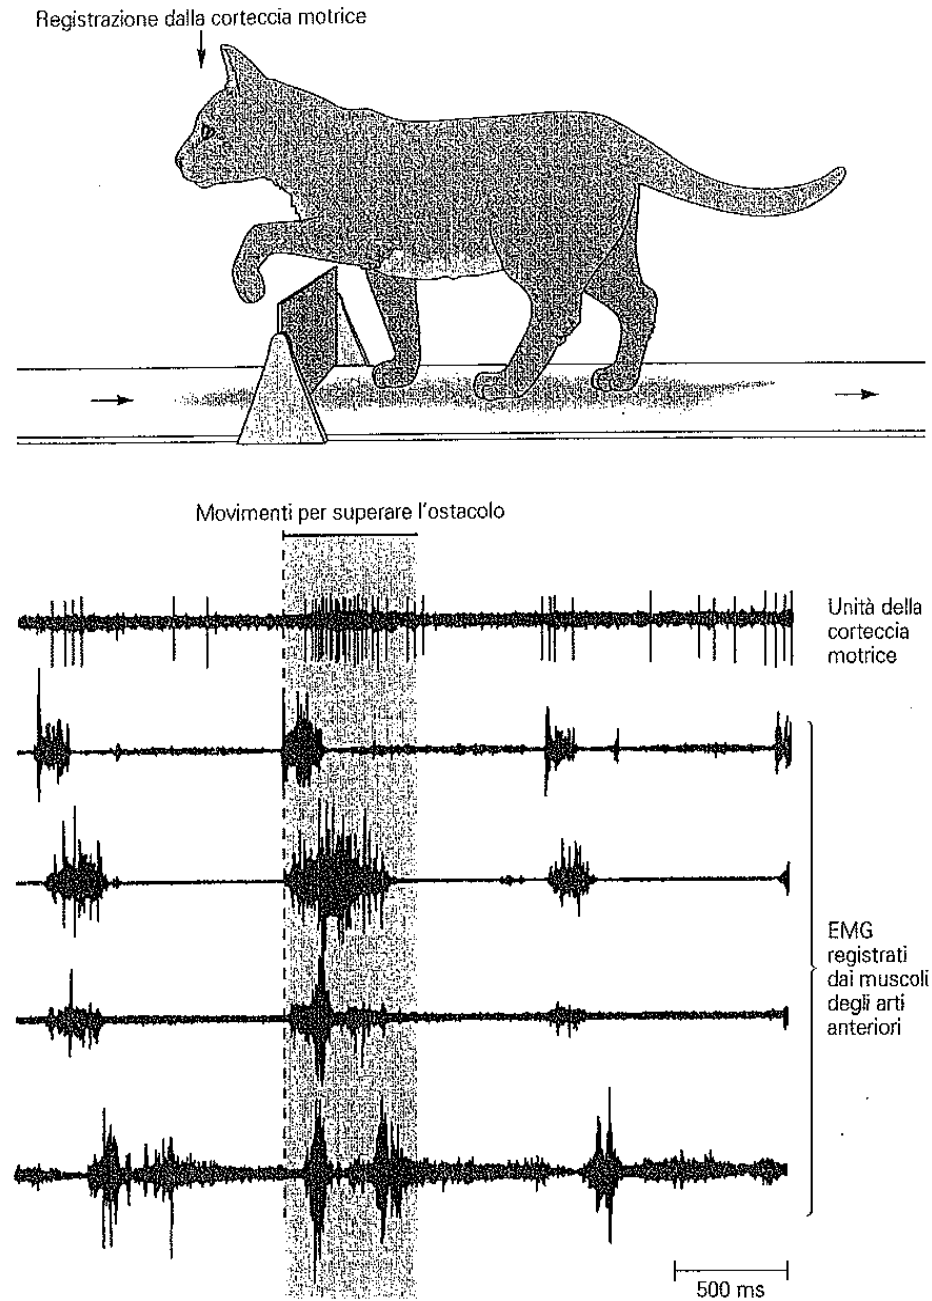 Registrazione dalla corteccia motrice
Movimenti per superare l'ostacolo
Unità della
corteccia
motrice
EMG
registrati
dai muscoli
degli arti
anteriori
500 ms